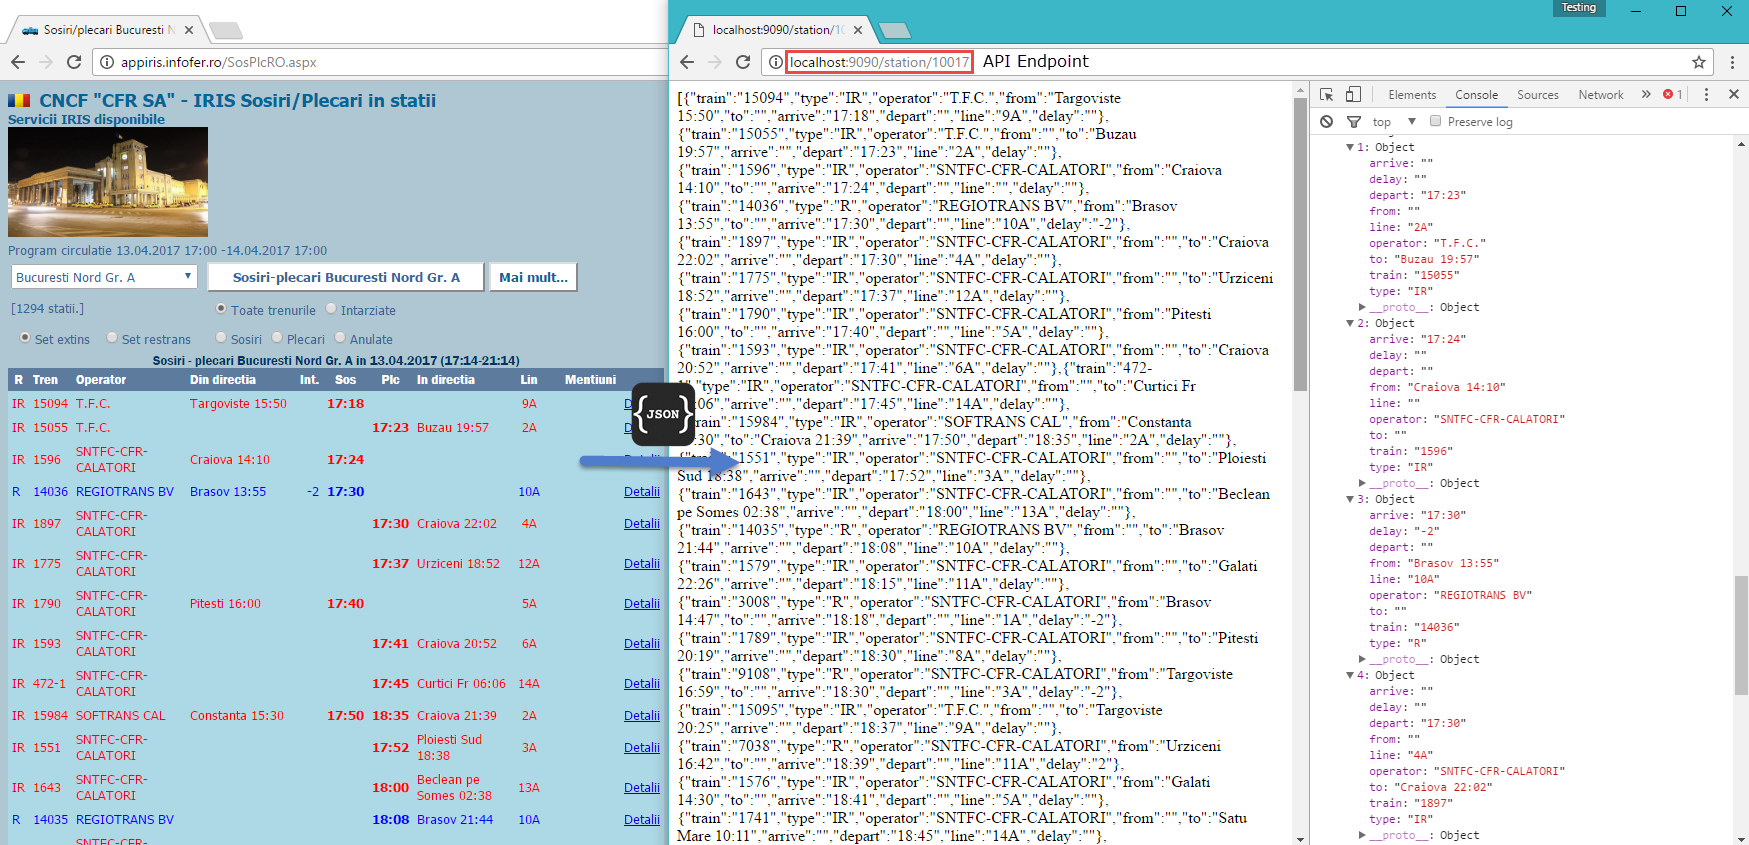 Sosiri/plecari Bucuresti N
appiris.infofer.ro/SosPlcRO.aspx
CNCF "CFR SA" - IRIS Sosiri/Plecari in statii
Servicii IRIS disponibile
Program circulatie 13.04.2017 17:00 -14.04.2017 17:00
Bucuresti Nord Gr. A
Sosiri-plecari Bucuresti Nord Gr. A
Mai mult...
[1294 statii.]
Toate trenurile
Intarziate
Set extins
Set restrans
Sosiri
Plecari
Anulate
Sosiri - plecari Bucuresti Nord Gr. A in 13.04.2017 (17:14-21:14)
R Tren Operator Din directia Int. Sos Plc In directia Lin Mentiuni
IR 15094 T.F.C. Targoviste 15:50 17:18 9A
IR 15055 T.F.C. 17:23 Buzau 19:57 2A
IR 1596 SNTFC-CFR-
CALATORI Craiova 14:10 17:24
R 14036 REGIOTRANS BV Brasov 13:55 -2 17:30 10A Detalii
IR 1897 SNTFC-CFR-
CALATORI 17:30 Craiova 22:02 4A Detalii
IR 1775 SNTFC-CFR-
CALATORI 17:37 Urziceni 18:52 12A Detalii
IR 1790 SNTFC-CFR-
CALATORI Pitesti 16:00 17:40 5A Detalii
IR 1593 SNTFC-CFR-
CALATORI 17:41 Craiova 20:52 6A Detalii
IR 472-1 SNTFC-CFR-
CALATORI 17:45 Curtici Fr 06:06 14A Detalii
IR 15984 SOFTRANS CAL Constanta 15:30 17:50 18:35 Craiova 21:39 2A Detalii
IR 1551 SNTFC-CFR-
CALATORI 17:52 Ploiesti Sud
18:38 3A Detalii
IR 1643 SNTFC-CFR-
CALATORI 18:00 Beclean pe
Somes 02:38 13A Detalii
R 14035 REGIOTRANS BV 18:08 Brasov 21:44 10A Detalii
SNTFC-CFR-
{JSON}
Testing
localhost:9090/station/10
localhost:9090/station/10017
API Endpoint
[{"train":"15094","type":"IR","operator":"T.F.C.","from":"Targoviste
15:50","to":"","arrive":"17:18","depart":"","line":"9A","delay":""},
{"train":"15055","type":"IR","operator":"T.F.C.","from":"","to":"Buzau
19:57","arrive":"","depart":"17:23","line":"2A","delay":""},
{"train":"1596","type":"IR","operator":"SNTFC-CFR-CALATORI","from":"Craiova
14:10","to":"","arrive":"17:24","depart":"","line":"","delay":""},
{"train":"14036","type":"R","operator":"REGIOTRANS BV","from":"Brasov
13:55","to":"","arrive":"17:30","depart":"","line":"10A","delay":"-2"},
{"train":"1897","type":"IR","operator":"SNTFC-CFR-CALATORI","from":"","to":"Craiova
22:02","arrive":"","depart":"17:30","line":"4A","delay":""},
{"train":"1775","type":"IR","operator":"SNTFC-CFR-CALATORI","from":"","to":"Urziceni
18:52","arrive":"","depart":"17:37","line":"12A","delay":""},
{"train":"1790","type":"IR","operator":"SNTFC-CFR-CALATORI","from":"Pitesti
16:00","to":"","arrive":"17:40","depart":"","line":"5A","delay":""},
{"train":"1593","type":"IR","operator":"SNTFC-CFR-CALATORI","from":"","to":"Craiova
20:52","arrive":"","depart":"17:41","line":"6A","delay":""},{"train":"472-
","type":"IR","operator":"SNTFC-CFR-CALATORI","from":"","to":"Curtici Fr
:06","arrive":"","depart":"17:45","line":"14A","delay":""},
"train":"15984","type":"IR","operator":"SOFTRANS CAL","from":"Constanta
:30","to":"Craiova 21:39","arrive":"17:50","depart":"18:35","line":"2A","delay":""},
{"train":"1551","type":"IR","operator":"SNTFC-CFR-CALATORI","from":"","to":"Ploiesti
Sud 18:38","arrive":"","depart":"17:52","line":"3A","delay":""},
{"train":"1643","type":"IR","operator":"SNTFC-CFR-CALATORI","from":"","to":"Beclean
pe Somes 02:38","arrive":"","depart":"18:00","line":"13A","delay":""},
{"train":"14035","type":"R","operator":"REGIOTRANS BV","from":"","to":"Brasov
21:44","arrive":"","depart":"18:08","line":"10A","delay":""},
{"train":"1579","type":"IR","operator":"SNTFC-CFR-CALATORI","from":"","to":"Galati
22:26","arrive":"","depart":"18:15","line":"11A","delay":""},
{"train":"3008","type":"R","operator":"SNTFC-CFR-CALATORI","from":"Brasov
14:47","to":"","arrive":"18:18","depart":"","line":"1A","delay":"-2"},
{"train":"1789","type":"IR","operator":"SNTFC-CFR-CALATORI","from":"","to":"Pitesti
20:19","arrive":"","depart":"18:30","line":"8A","delay":""},
{"train":"9108","type":"R","operator":"SNTFC-CFR-CALATORI","from":"Targoviste
16:59","to":"","arrive":"18:30","depart":"","line":"3A","delay":"-2"},
{"train":"15095","type":"IR","operator":"T.F.C.","from":"","to":"Targoviste
20:25","arrive":"","depart":"18:37","line":"9A","delay":""},
{"train":"7038","type":"R","operator":"SNTFC-CFR-CALATORI","from":"Urziceni
16:42","to":"","arrive":"18:39","depart":"","line":"11A","delay":"2"},
{"train":"1576","type":"IR","operator":"SNTFC-CFR-CALATORI","from":"Galati
14:30","to":"","arrive":"18:41","depart":"","line":"5A","delay":""},
{"train":"1741","type":"IR","operator":"SNTFC-CFR-CALATORI","from":"","to":"Satu
Mare 10:11","arrive":"","depart":"18:45","line":"14A","delay":""},
Elements Console Sources Network » 1
top
Preserve log
1: Object
arrive: ""
delay: ""
depart: "17:23"
from: ""
line: "2A"
operator: "T.F.C."
to: "Buzau 19:57"
train: "15055"
type: "IR"
__proto__: Object
2: Object
arrive: "17:24"
delay: ""
depart: ""
from: "Craiova 14:10"
line: ""
operator: "SNTFC-CFR-CALATORI"
to: ""
train: "1596"
type: "IR"
__proto__: Object
3: Object
arrive: "17:30"
delay: "-2"
depart: ""
from: "Brasov 13:55"
line: "10A"
operator: "REGIOTRANS BV"
to: ""
train: "14036"
type: "R"
__proto__: Object
4: Object
arrive: ""
delay: ""
depart: "17:30"
from: ""
line: "4A"
operator: "SNTFC-CFR-CALATORI"
to: "Craiova 22:02"
train: "1897"
type: "IR"
__proto__: Object